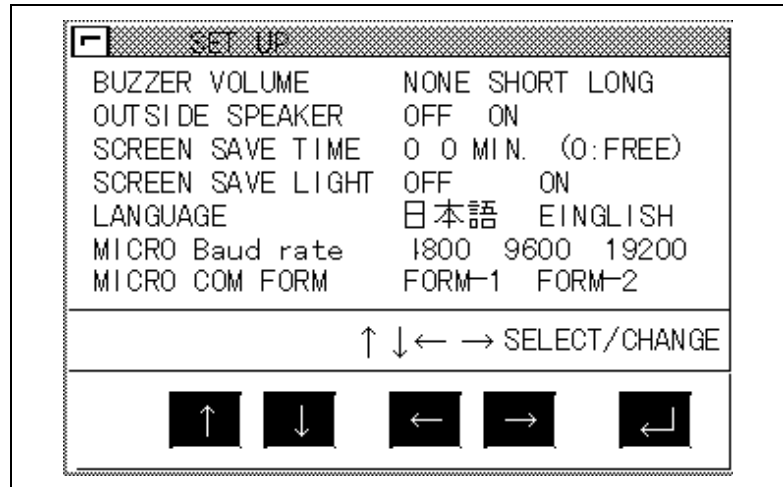 SET UP
BUZZER VOLUME NONE SHORT LONG
OUTSIDE SPEAKER OFF ON
SCREEN SAVE TIME 0 0 MIN. (0:FREE)
SCREEN SAVE LIGHT OFF ON
LANGUAGE 日本語 EINGLISH
MICRO Baud rate 4800 9600 19200
MICRO COM FORM FORM-1 FORM-2
↑ ↓ ← → SELECT/CHANGE
↑ ↓ ← → ↵